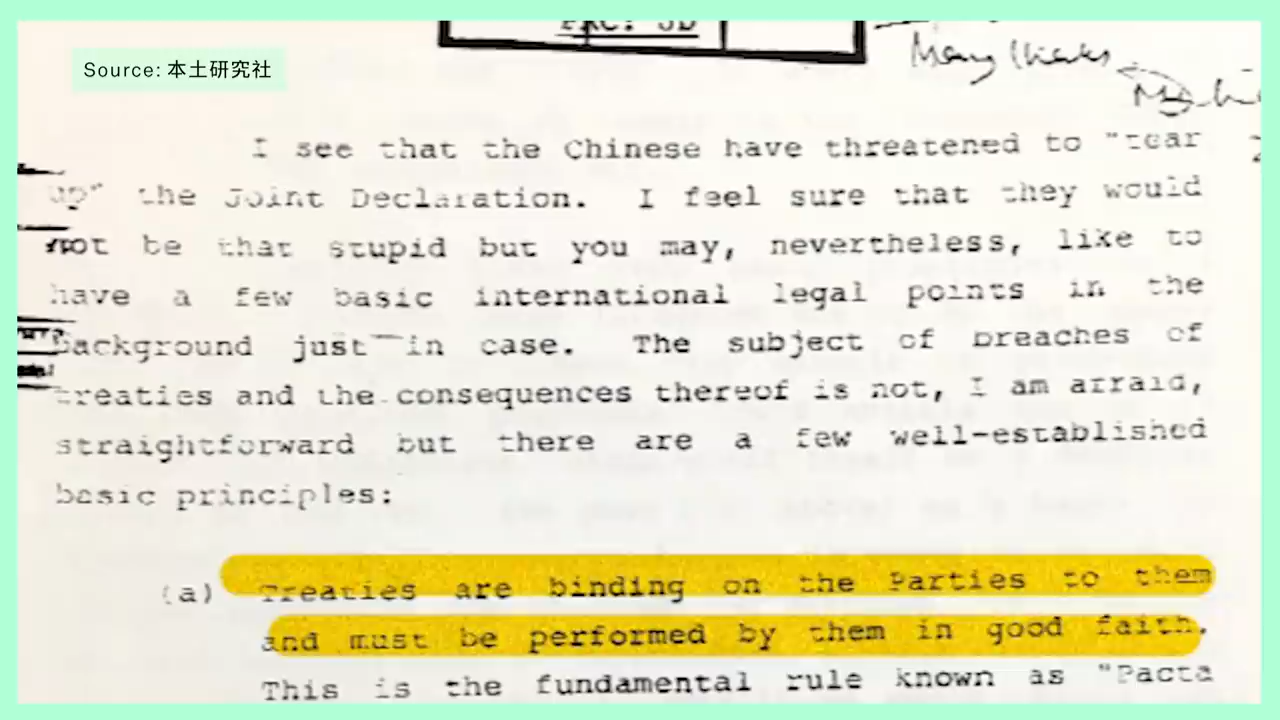 Source: 本土研究社
Many thanks
I see that the Chinese have threatened to "tear
up" the Joint Declaration. I feel sure that they would
not be that stupid but you may, nevertheless, like to
have a few basic international legal points in the
background just in case. The subject of breaches of
treaties and the consequences thereof is not, I am afraid,
straightforward but there are a few well-established
basic principles:
(a) Treaties are binding on the Parties to them
and must be performed by them in good faith.
This is the fundamental rule known as "Pacta